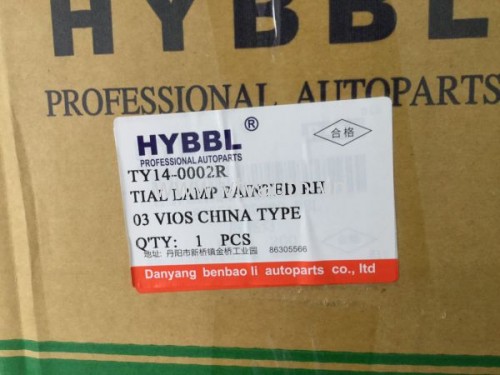 HYBBL
PROFESSIONAL AUTOPARTS
HYBBL ®
PROFESSIONAL AUTOPARTS
合格
TY14-0002R
TIAL LAMP PAINTED RH
03 VIOS CHINA TYPE
Q'TY: 1 PCS
地址: 丹阳市新桥镇金桥工业园 86305566
Danyang benbao li autoparts co., ltd